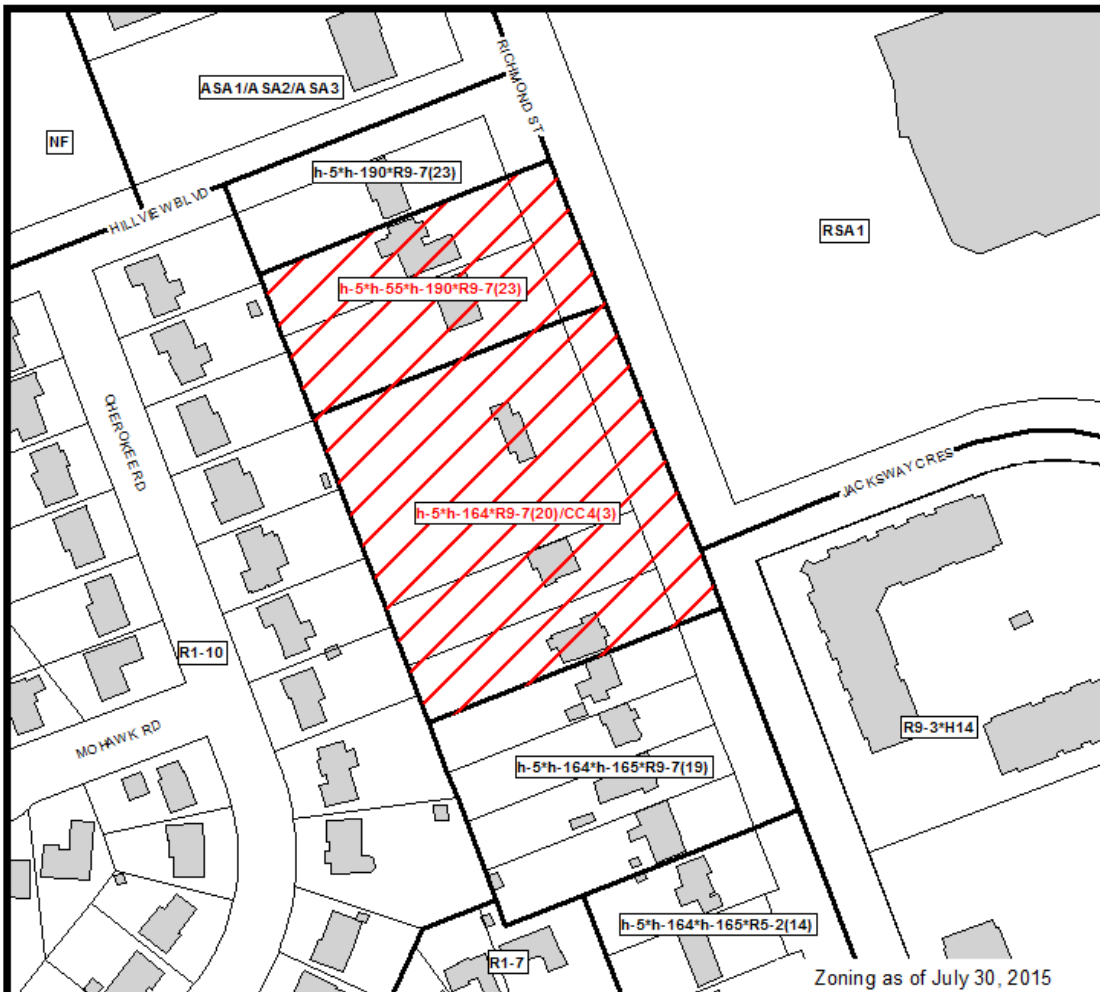 RICHMOND ST
ASA1/ASA2/ASA3
NF
h-5*h-190*R9-7(23)
HILLVIEW BLVD
RSA1
h-5*h-55*h-190*R9-7(23)
CHEROKEE RD
JACKSWAY CRES
h-5*h-164*R9-7(20)/CC4(3)
R1-10
MOHAWK RD
R9-3*H14
h-5*h-164*h-165*R9-7(19)
h-5*h-164*h-165*R5-2(14)
R1-7
Zoning as of July 30, 2015